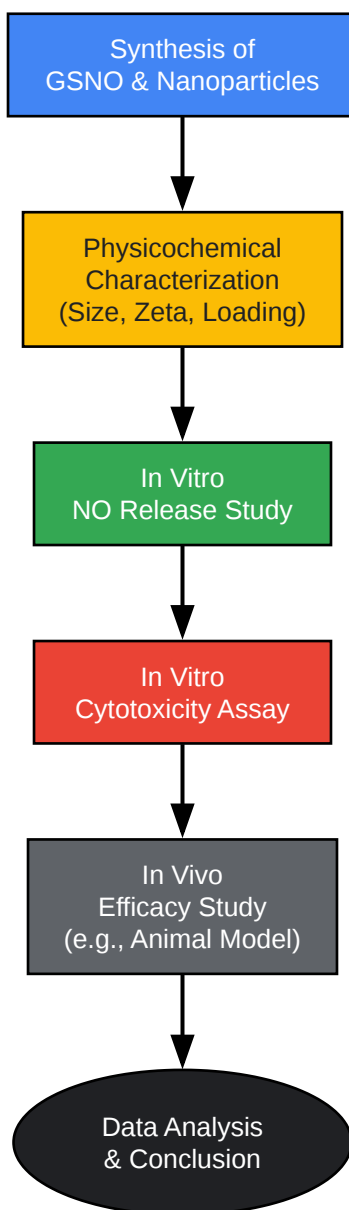 Synthesis of
GSNO & Nanoparticles
Physicochemical
Characterization
(Size, Zeta, Loading)
In Vitro
NO Release Study
In Vitro
Cytotoxicity Assay
In Vivo
Efficacy Study
(e.g., Animal Model)
Data Analysis
& Conclusion